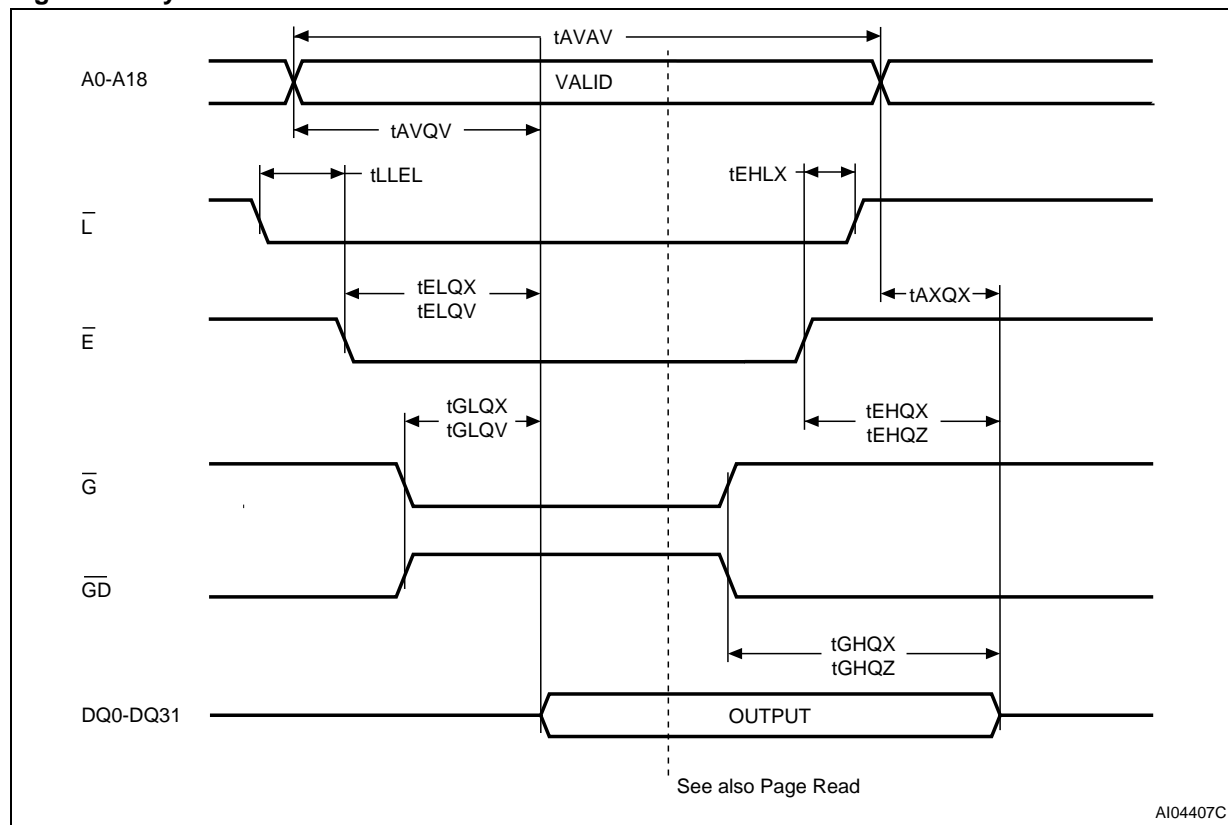 tAVAV
A0-A18
VALID
tAVQV
tLLEL
tEHLX
L̅
tELQX
tELQV
tAXQX
E̅
tGLQX
tGLQV
tEHQX
tEHQZ
G̅
G̅D̅
tGHQX
tGHQZ
DQ0-DQ31
OUTPUT
See also Page Read
AI04407C